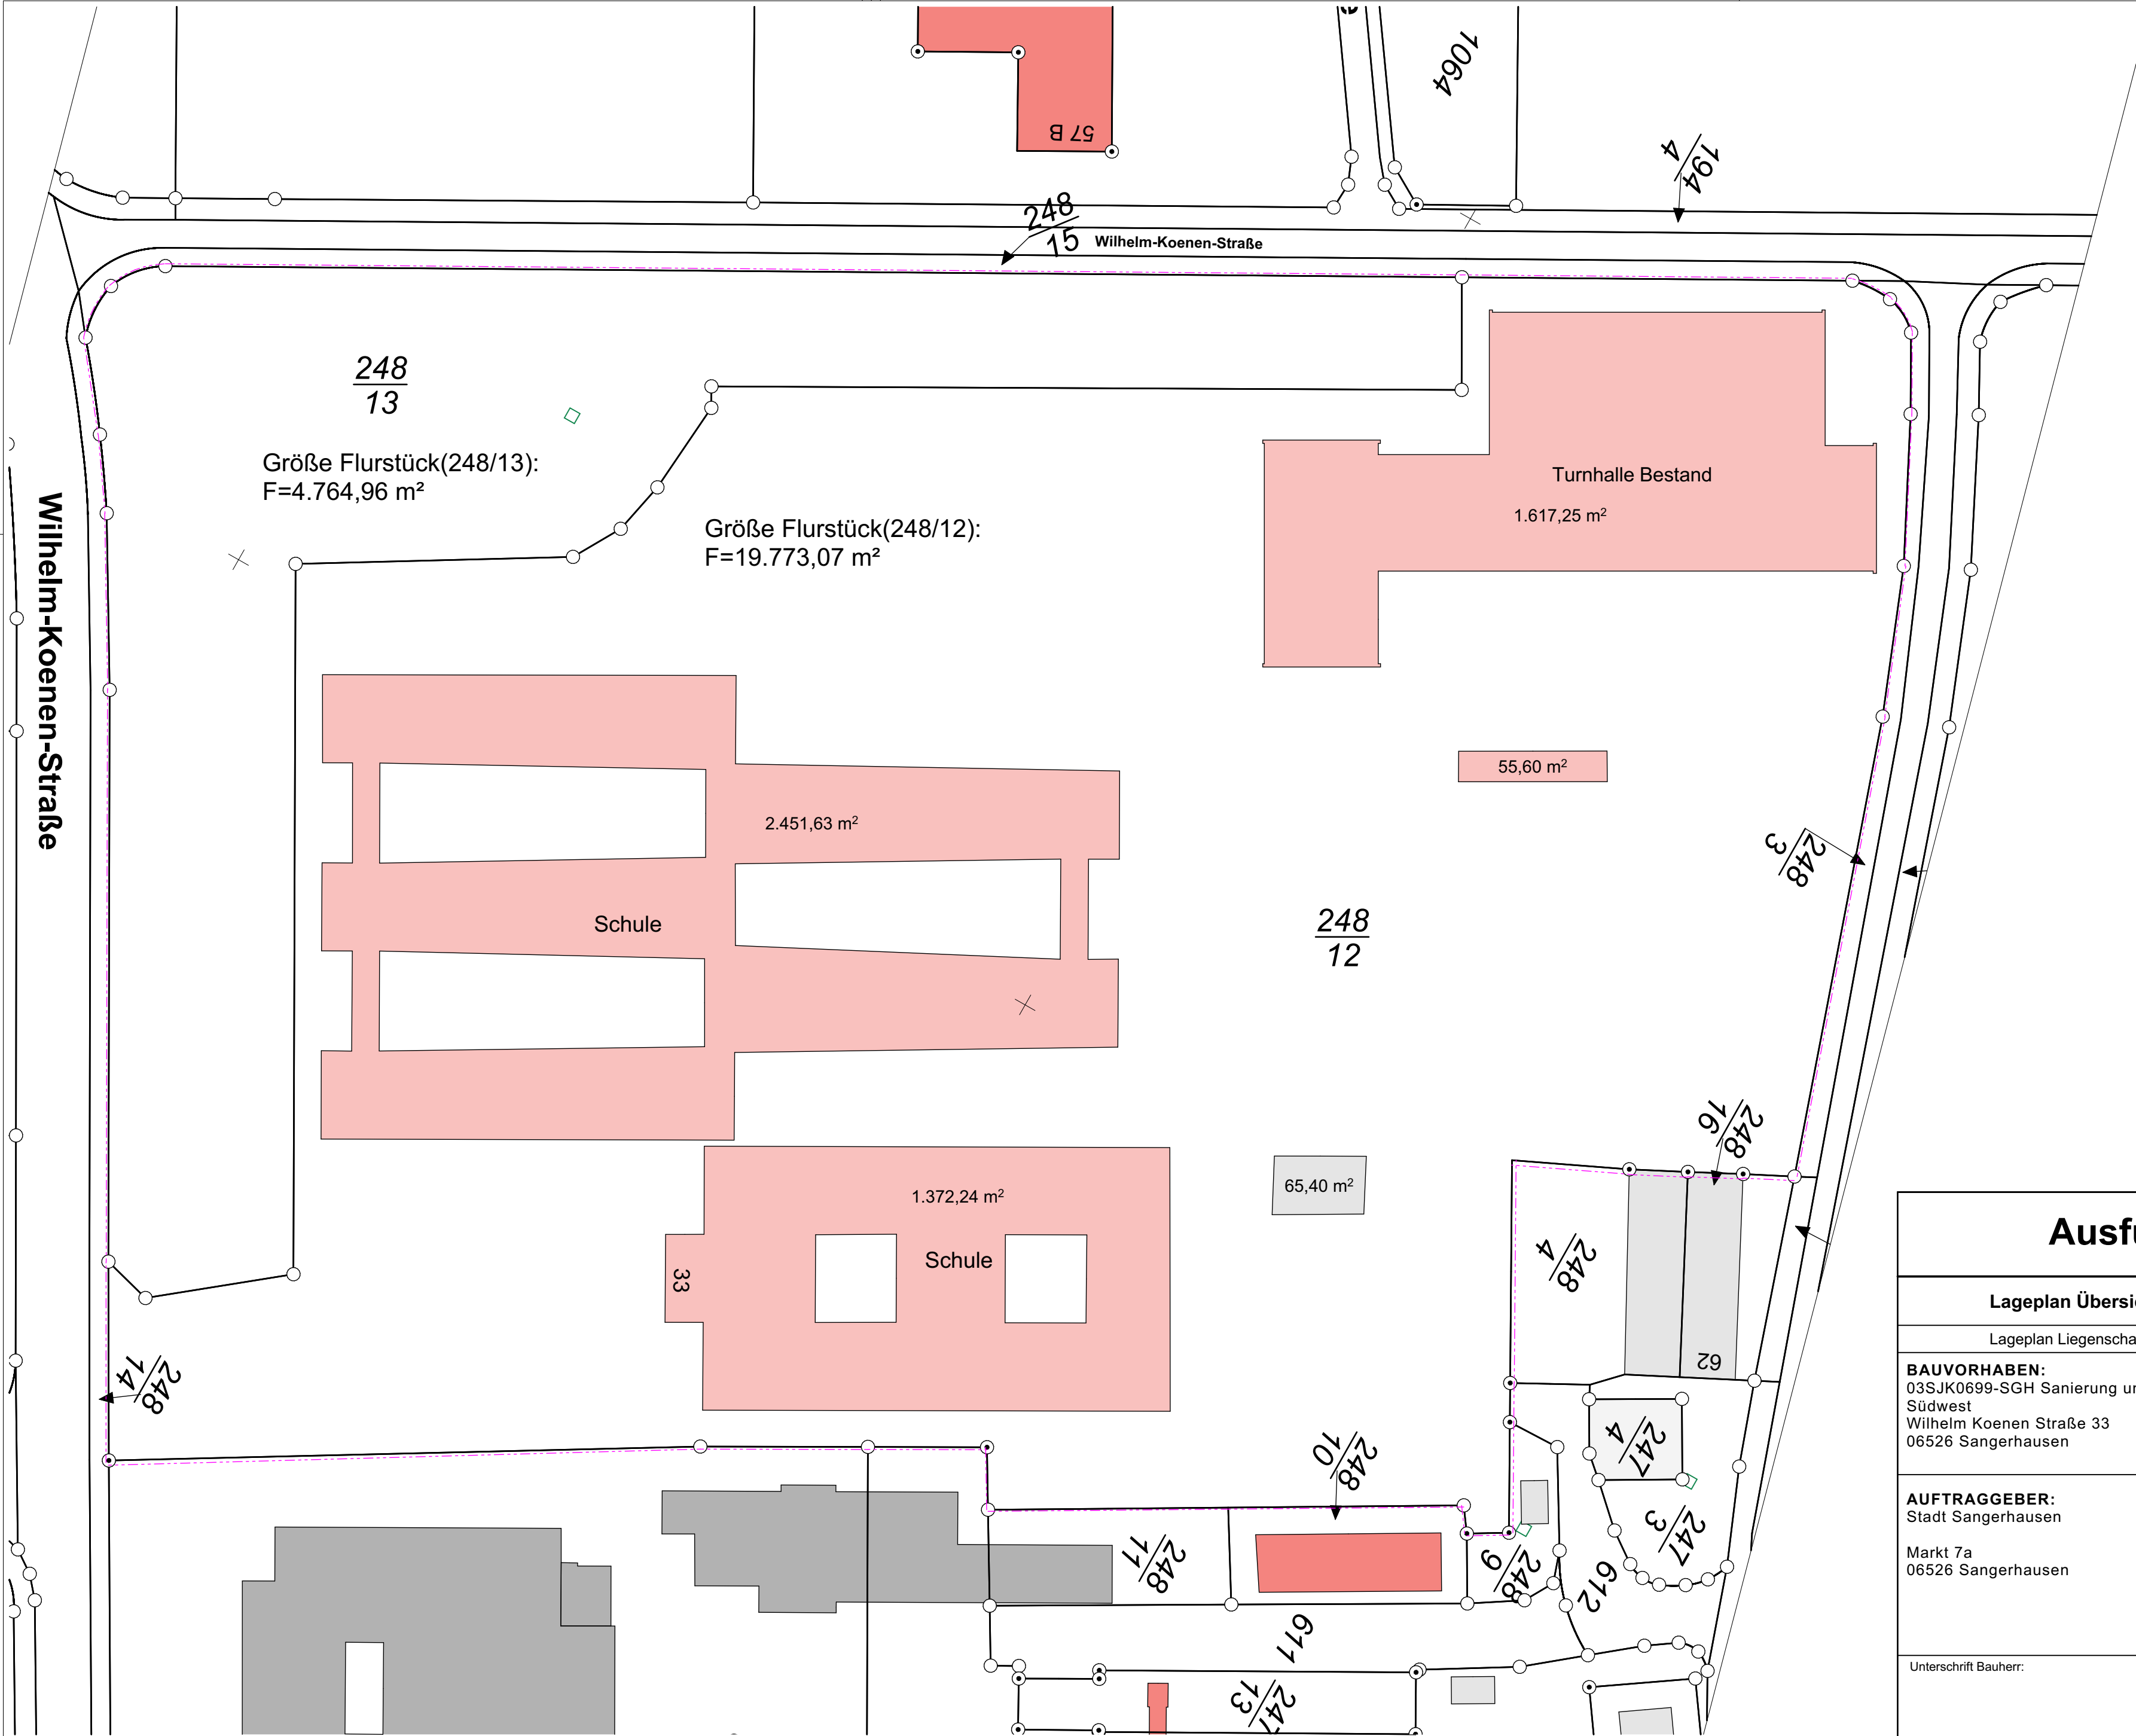 57 B
1064
194
4
248
15
Wilhelm-Koenen-Straße
248
13
Größe Flurstück(248/13):
F=4.764,96 m²
Größe Flurstück(248/12):
F=19.773,07 m²
Turnhalle Bestand
1.617,25 m²
Wilhelm-Koenen-Straße
55,60 m²
2.451,63 m²
Schule
248
3
248
12
248
16
65,40 m²
1.372,24 m²
Schule
33
248
4
62
248
14
248
10
247
4
247
3
248
11
248
9
612
611
247
13
Lageplan
BAUVORHABEN:
03SJK0699-SGH Sanierung
Südwest
Wilhelm Koenen Straße 33
06526 Sangerhausen
AUFTRAGGEBER:
Stadt Sangerhausen
Markt 7a
06526 Sangerhausen
Unterschrift Bauherr: